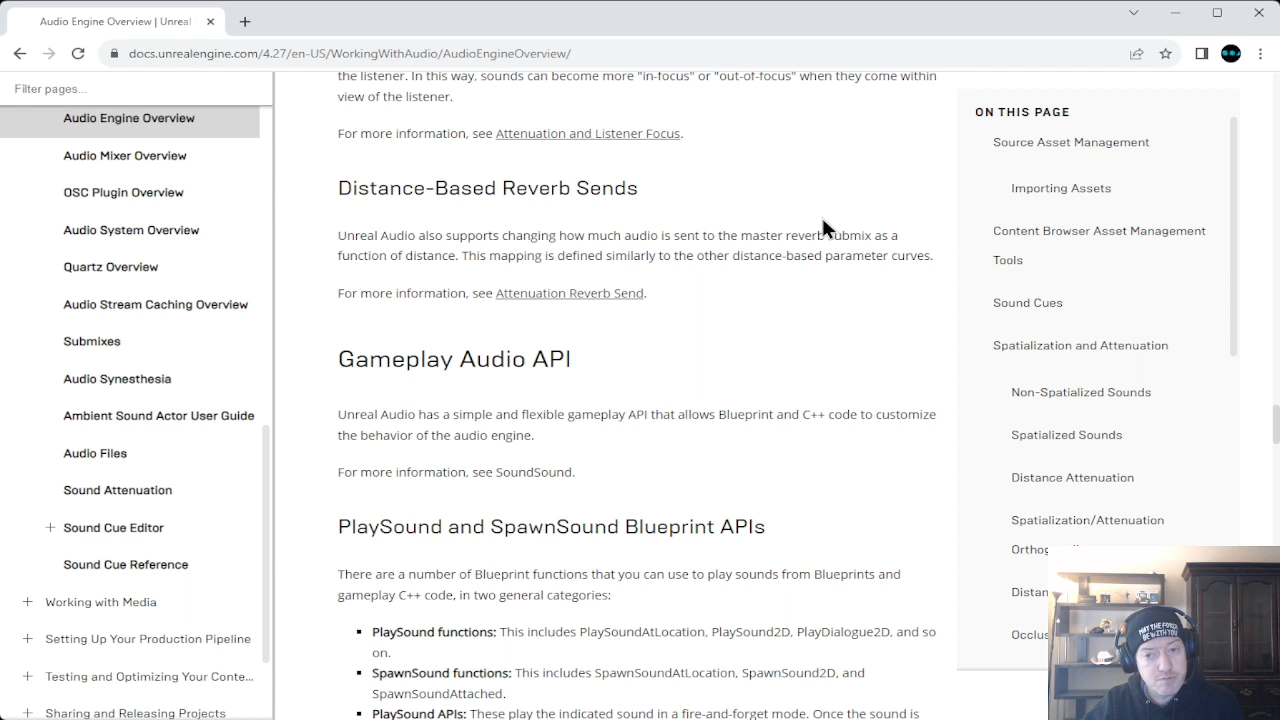 Audio Engine Overview | Unreal
docs.unrealengine.com/4.27/en-US/WorkingWithAudio/AudioEngineOverview/
Filter pages...
Audio Engine Overview
Audio Mixer Overview
OSC Plugin Overview
Audio System Overview
Quartz Overview
Audio Stream Caching Overview
Submixes
Audio Synesthesia
Ambient Sound Actor User Guide
Audio Files
Sound Attenuation
Sound Cue Editor
Sound Cue Reference
Working with Media
Setting Up Your Production Pipeline
Testing and Optimizing Your Conte...
Sharing and Releasing Projects
the listener. In this way, sounds can become more "in-focus" or "out-of-focus" when they come within
view of the listener.
For more information, see Attenuation and Listener Focus.
Distance-Based Reverb Sends
Unreal Audio also supports changing how much audio is sent to the master reverb submix as a
function of distance. This mapping is defined similarly to the other distance-based parameter curves.
For more information, see Attenuation Reverb Send.
Gameplay Audio API
Unreal Audio has a simple and flexible gameplay API that allows Blueprint and C++ code to customize
the behavior of the audio engine.
For more information, see SoundSound.
PlaySound and SpawnSound Blueprint APIs
There are a number of Blueprint functions that you can use to play sounds from Blueprints and
gameplay C++ code, in two general categories:
PlaySound functions: This includes PlaySoundAtLocation, PlaySound2D, PlayDialogue2D, and so
on.
SpawnSound functions: This includes SpawnSoundAtLocation, SpawnSound2D, and
SpawnSoundAttached.
PlaySound APIs: These play the indicated sound in a fire-and-forget mode. Once the sound is
ON THIS PAGE
Source Asset Management
Importing Assets
Content Browser Asset Management
Tools
Sound Cues
Spatialization and Attenuation
Non-Spatialized Sounds
Spatialized Sounds
Distance Attenuation
Spatialization/Attenuation
Orthog
Distan
Occlus
MAY THE FORCE
BE WITH YOU